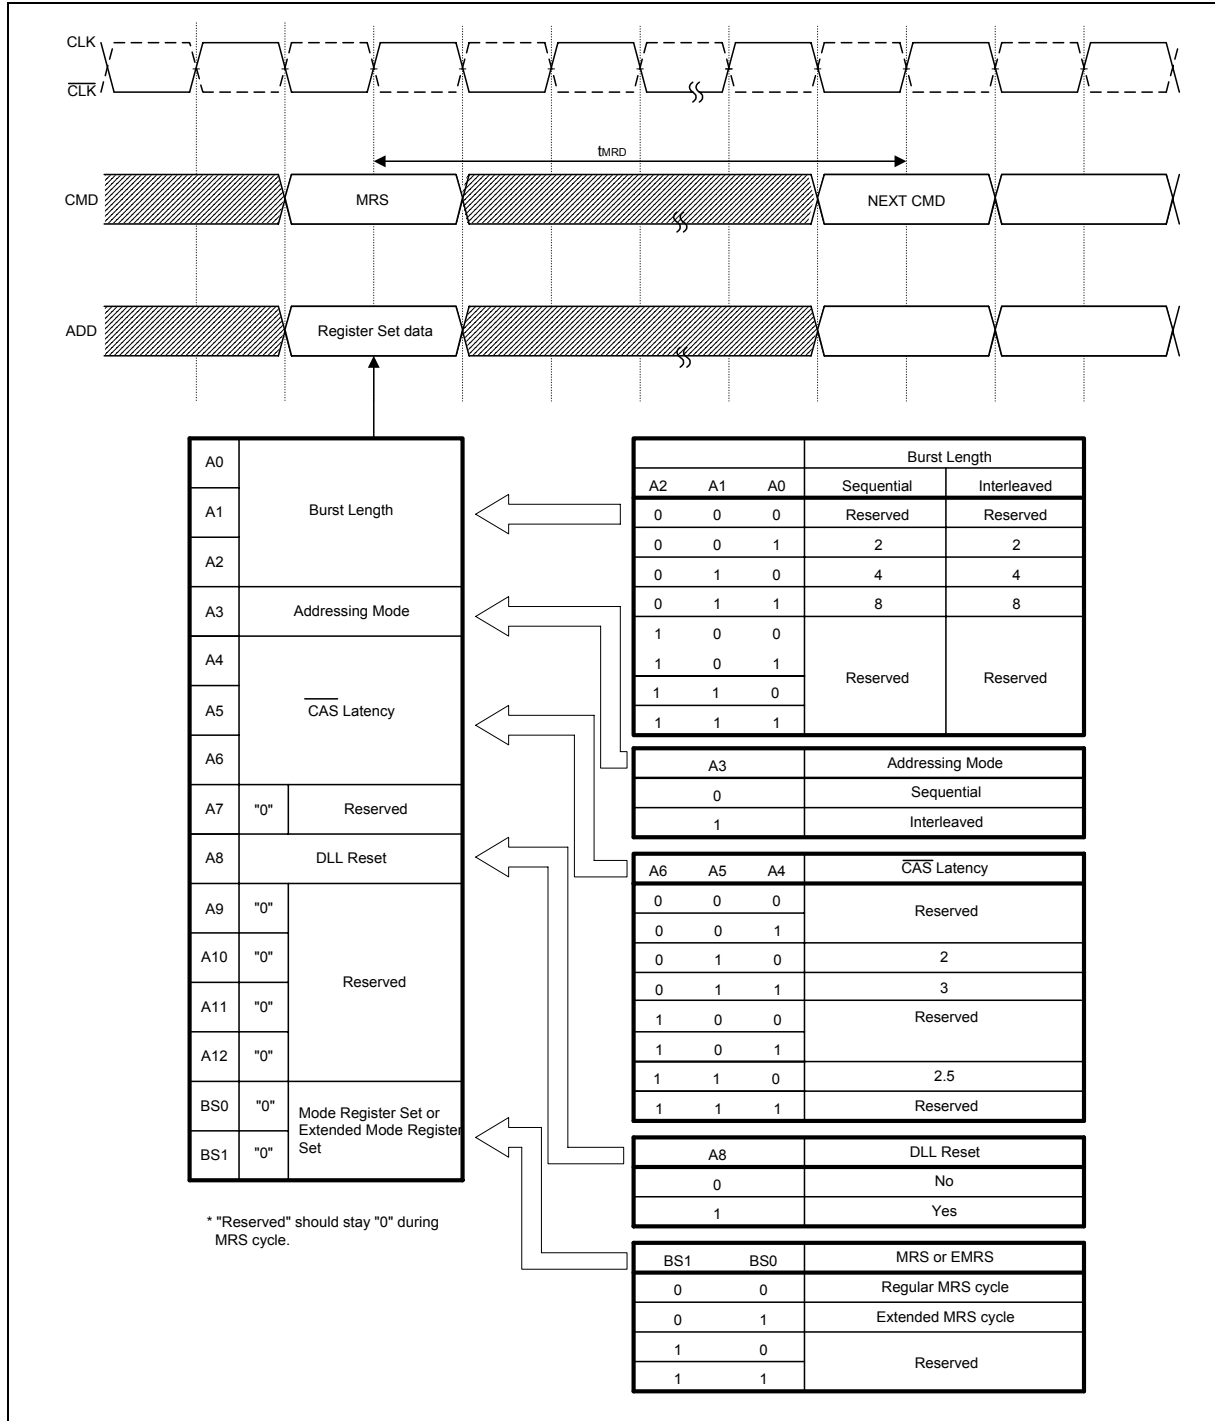 CLK
CLK
tMRD
CMD MRS NEXT CMD
ADD Register Set data
A0
A1 Burst Length
A2
A3 Addressing Mode
A4
A5 CAS Latency
A6
A7 "0" Reserved
A8 DLL Reset
A9 "0"
A10 "0"
Reserved
A11 "0"
A12 "0"
BS0 "0"
BS1 "0"
Mode Register Set or
Extended Mode Register
Set
* "Reserved" should stay "0" during
MRS cycle.
Burst Length
A2 A1 A0 Sequential Interleaved
0 0 0 Reserved Reserved
0 0 1 2 2
0 1 0 4 4
0 1 1 8 8
1 0 0
1 0 1
Reserved Reserved
1 1 0
1 1 1
A3 Addressing Mode
0 Sequential
1 Interleaved
A6 A5 A4 CAS Latency
0 0 0 Reserved
0 0 1
0 1 0 2
0 1 1 3
1 0 0 Reserved
1 0 1
1 1 0 2.5
1 1 1 Reserved
A8 DLL Reset
0 No
1 Yes
BS1 BS0 MRS or EMRS
0 0 Regular MRS cycle
0 1 Extended MRS cycle
1 0
Reserved
1 1